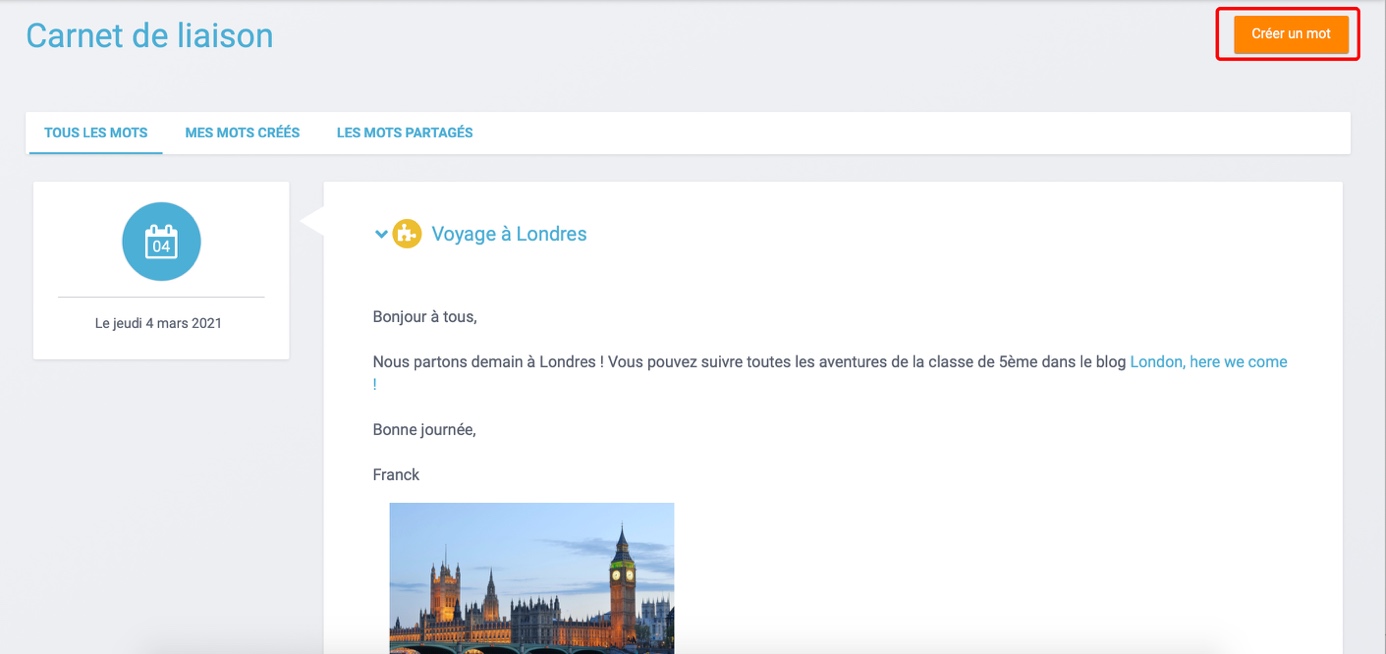 Carnet de liaison
Créer un mot
TOUS LES MOTS
MES MOTS CRÉÉS
LES MOTS PARTAGÉS
04
Le jeudi 4 mars 2021
Voyage à Londres
Bonjour à tous,
Nous partons demain à Londres ! Vous pouvez suivre toutes les aventures de la classe de 5ème dans le blog London, here we come
!
Bonne journée,
Franck